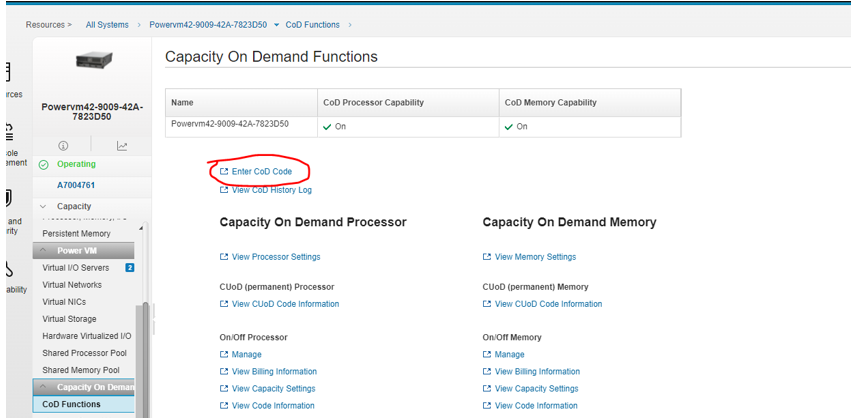 Resources > All Systems > Powervm42-9009-42A-7823D50 CoD Functions >
Capacity On Demand Functions
Powervm42-9009-42A-
7823D50
Operating
A7004761
Capacity
Persistent Memory
Power VM
Virtual I/O Servers 2
Virtual Networks
Virtual NICs
Virtual Storage
Hardware Virtualized I/O
Shared Processor Pool
Shared Memory Pool
Capacity On Deman
CoD Functions
Name CoD Processor Capability CoD Memory Capability
Powervm42-9009-42A-7823D50 On On
Enter CoD Code
View CoD History Log
Capacity On Demand Processor
View Processor Settings
CUoD (permanent) Processor
View CUoD Code Information
On/Off Processor
Manage
View Billing Information
View Capacity Settings
View Code Information
Capacity On Demand Memory
View Memory Settings
CUoD (permanent) Memory
View CUoD Code Information
On/Off Memory
Manage
View Billing Information
View Capacity Settings
View Code Information